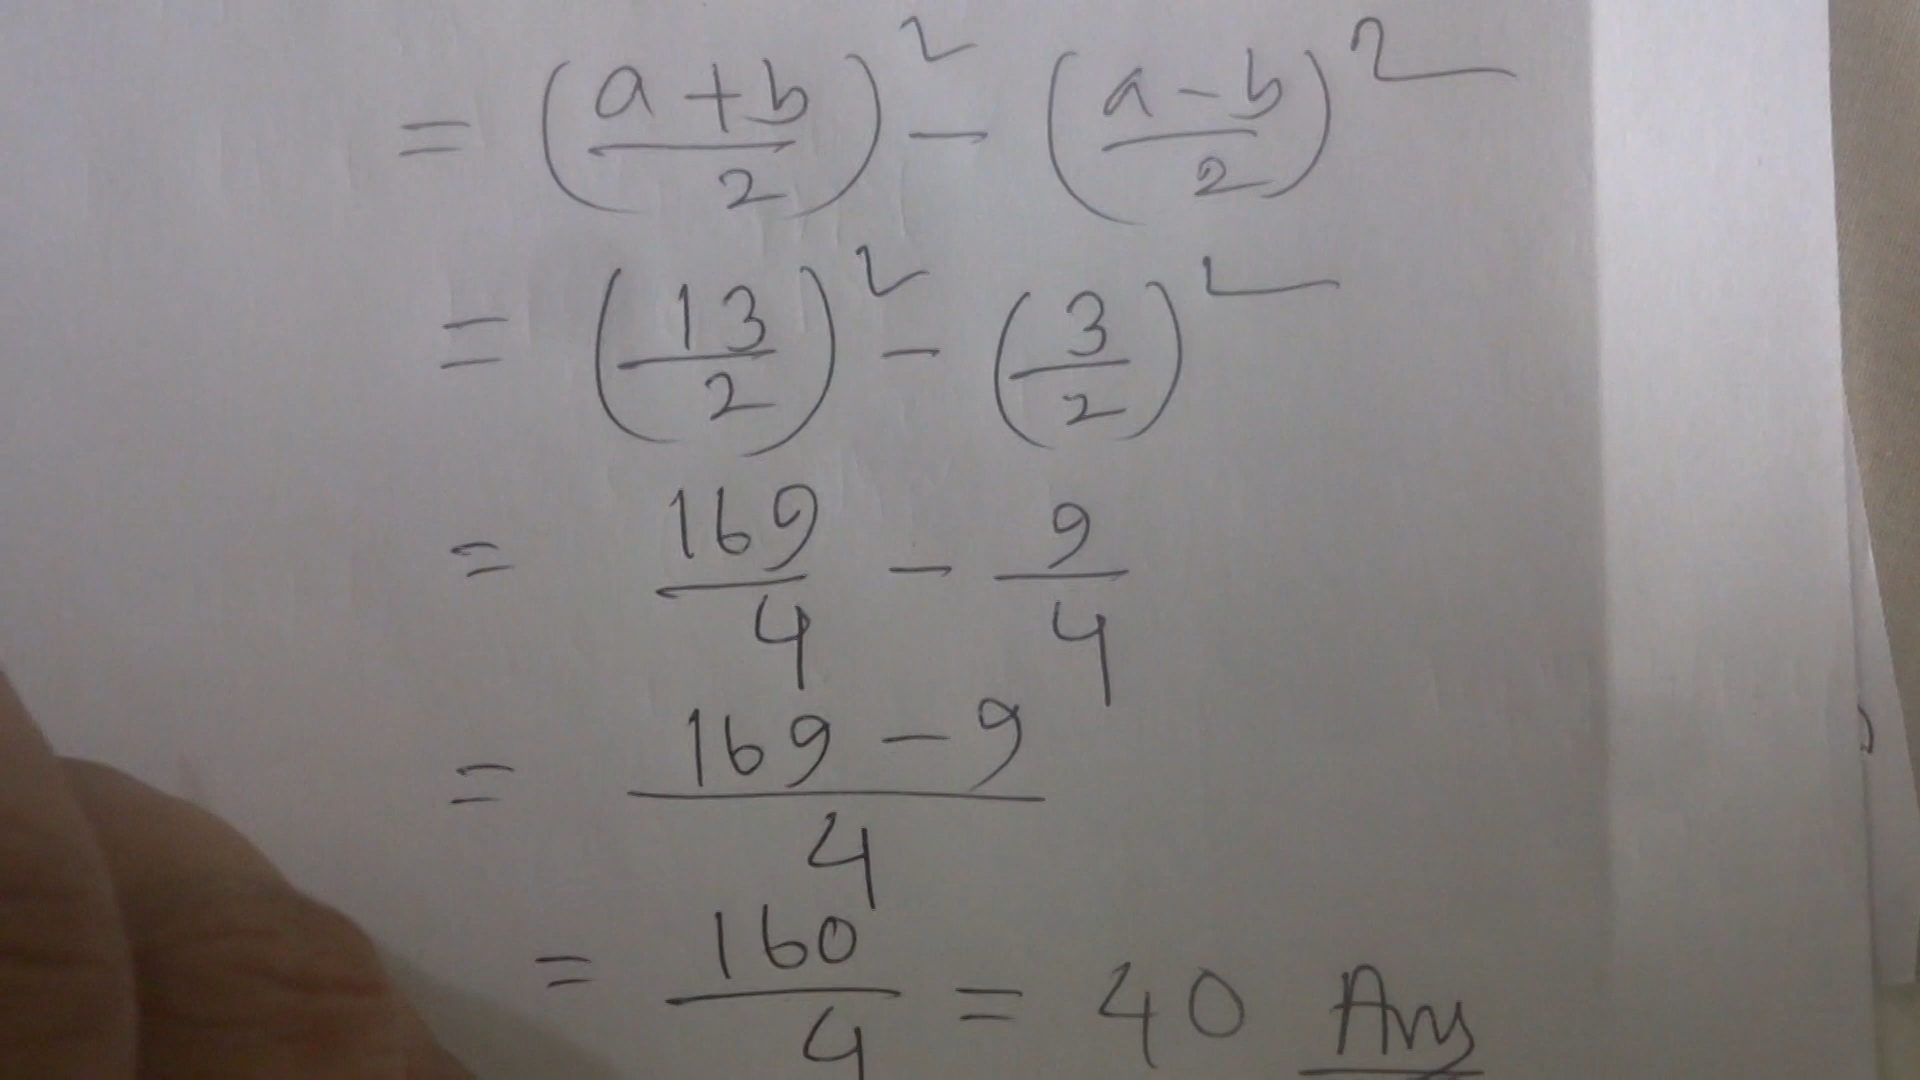 = (a+b/2)² - (a-b/2)²
= (13/2)² - (3/2)²
= 169/4 - 9/4
= 169-9/4
= 160/4 = 40 Ans